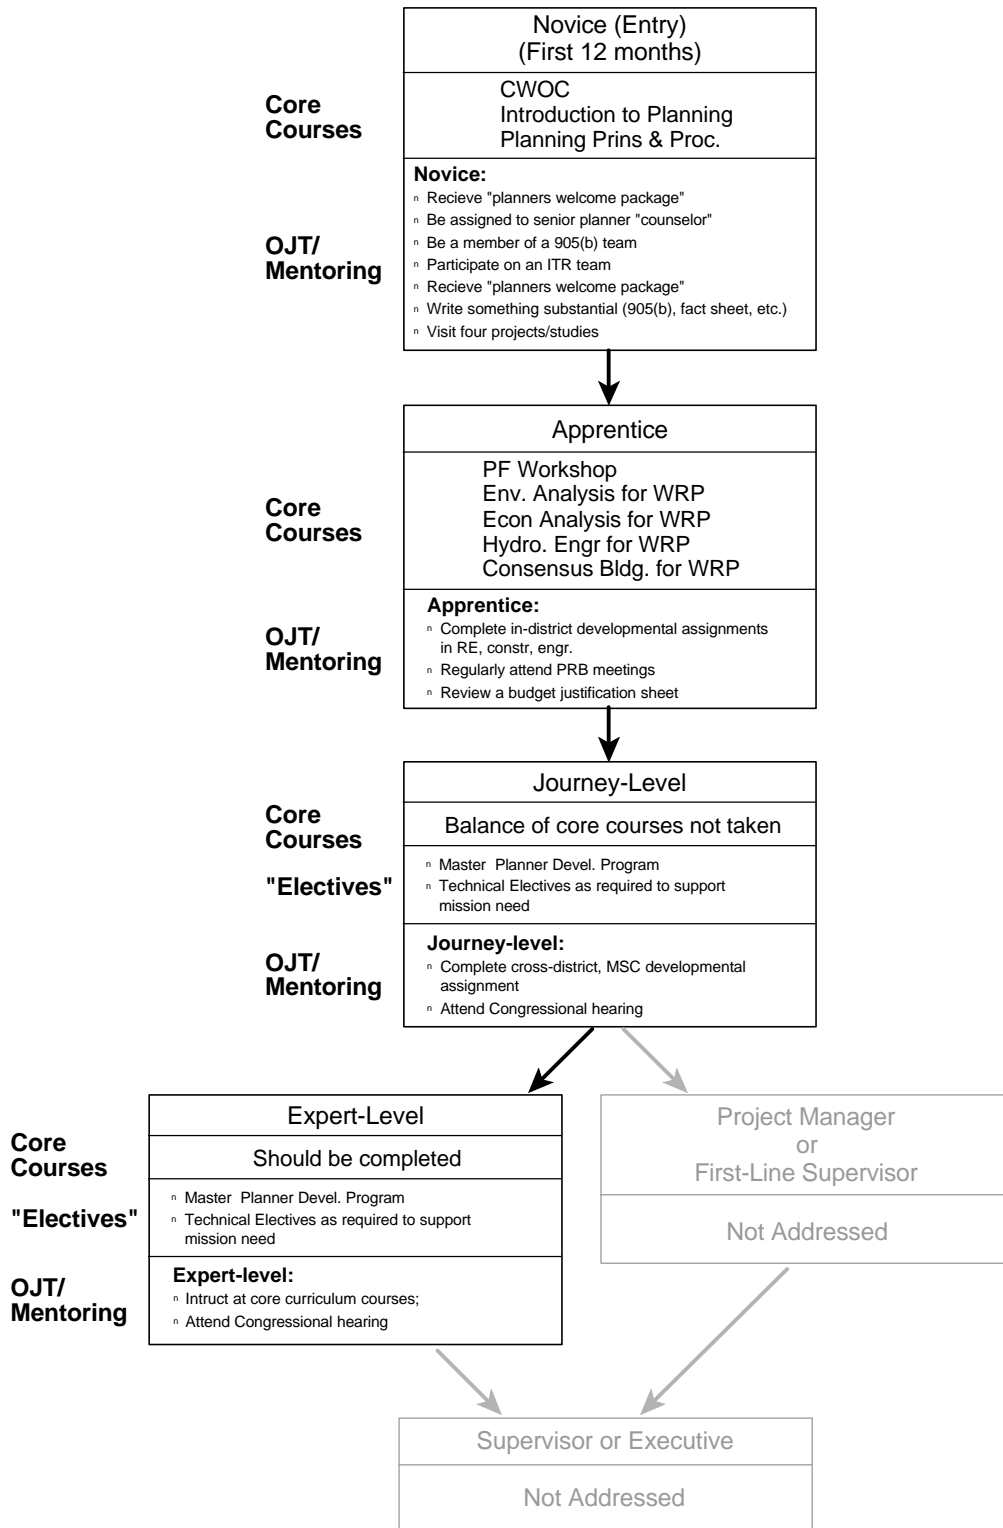 Novice (Entry)
(First 12 months)
Core
Courses
CWOC
Introduction to Planning
Planning Prins & Proc.
OJT/
Mentoring
Novice:
n Recieve "planners welcome package"
n Be assigned to senior planner "counselor"
n Be a member of a 905(b) team
n Participate on an ITR team
n Recieve "planners welcome package"
n Write something substantial (905(b), fact sheet, etc.)
n Visit four projects/studies
Apprentice
Core
Courses
PF Workshop
Env. Analysis for WRP
Econ Analysis for WRP
Hydro. Engr for WRP
Consensus Bldg. for WRP
OJT/
Mentoring
Apprentice:
n Complete in-district developmental assignments
in RE, constr, engr.
n Regularly attend PRB meetings
n Review a budget justification sheet
Journey-Level
Core
Courses
Balance of core courses not taken
"Electives"
n Master Planner Devel. Program
n Technical Electives as required to support
mission need
OJT/
Mentoring
Journey-level:
n Complete cross-district, MSC developmental
assignment
n Attend Congressional hearing
Expert-Level
Core
Courses
Should be completed
"Electives"
n Master Planner Devel. Program
n Technical Electives as required to support
mission need
OJT/
Mentoring
Expert-level:
n Intruct at core curriculum courses;
n Attend Congressional hearing
Project Manager
or
First-Line Supervisor
Not Addressed
Supervisor or Executive
Not Addressed